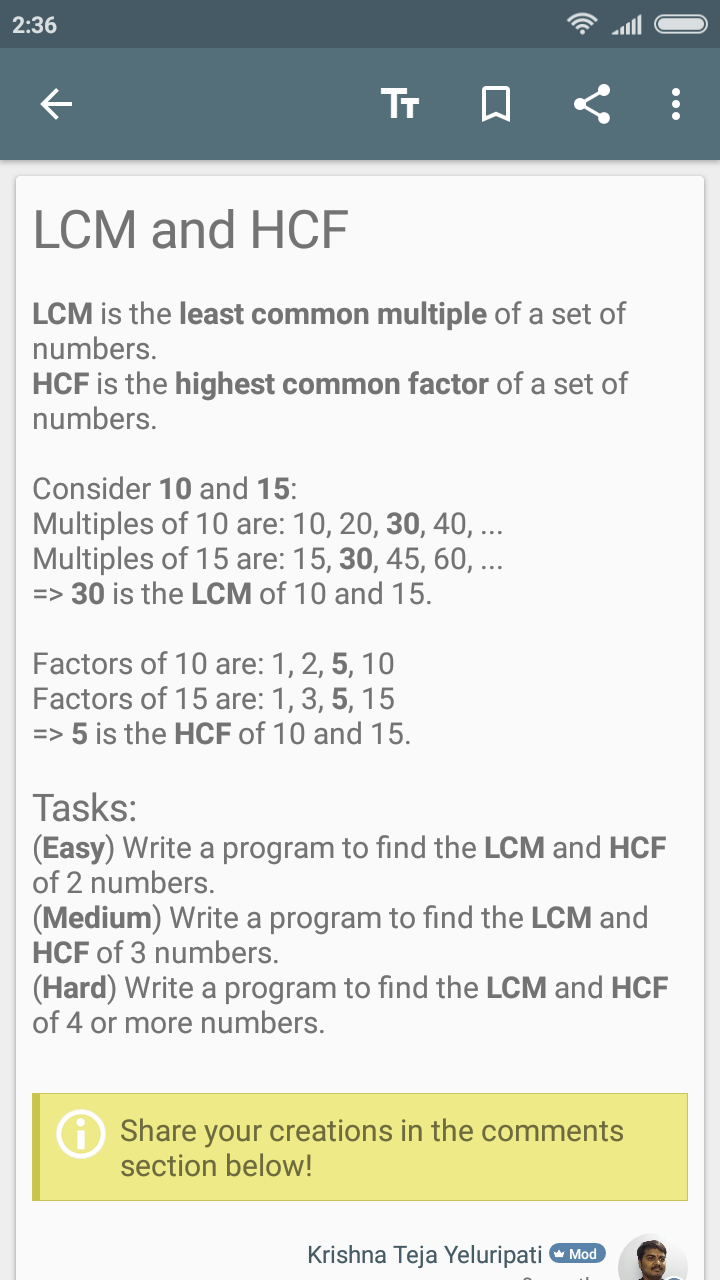 2:36
LCM and HCF
LCM is the least common multiple of a set of
numbers.
HCF is the highest common factor of a set of
numbers.
Consider 10 and 15:
Multiples of 10 are: 10, 20, 30, 40, ...
Multiples of 15 are: 15, 30, 45, 60, ...
=> 30 is the LCM of 10 and 15.
Factors of 10 are: 1, 2, 5, 10
Factors of 15 are: 1, 3, 5, 15
=> 5 is the HCF of 10 and 15.
Tasks:
(Easy) Write a program to find the LCM and HCF
of 2 numbers.
(Medium) Write a program to find the LCM and
HCF of 3 numbers.
(Hard) Write a program to find the LCM and HCF
of 4 or more numbers.
Share your creations in the comments
section below!
Krishna Teja Yeluripati Mod